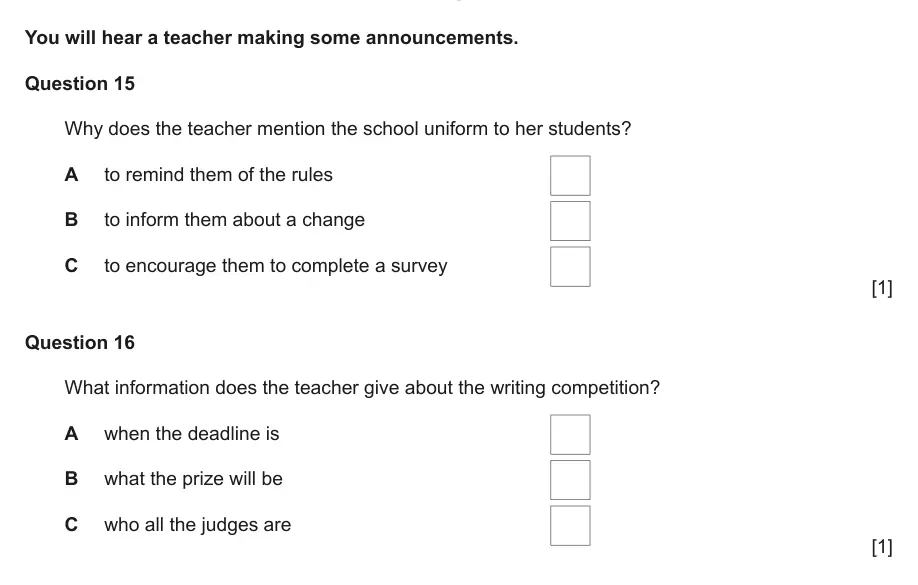 You will hear a teacher making some announcements.
Question 15
Why does the teacher mention the school uniform to her students?
A to remind them of the rules
B to inform them about a change
C to encourage them to complete a survey
[1]
Question 16
What information does the teacher give about the writing competition?
A when the deadline is
B what the prize will be
C who all the judges are
[1]